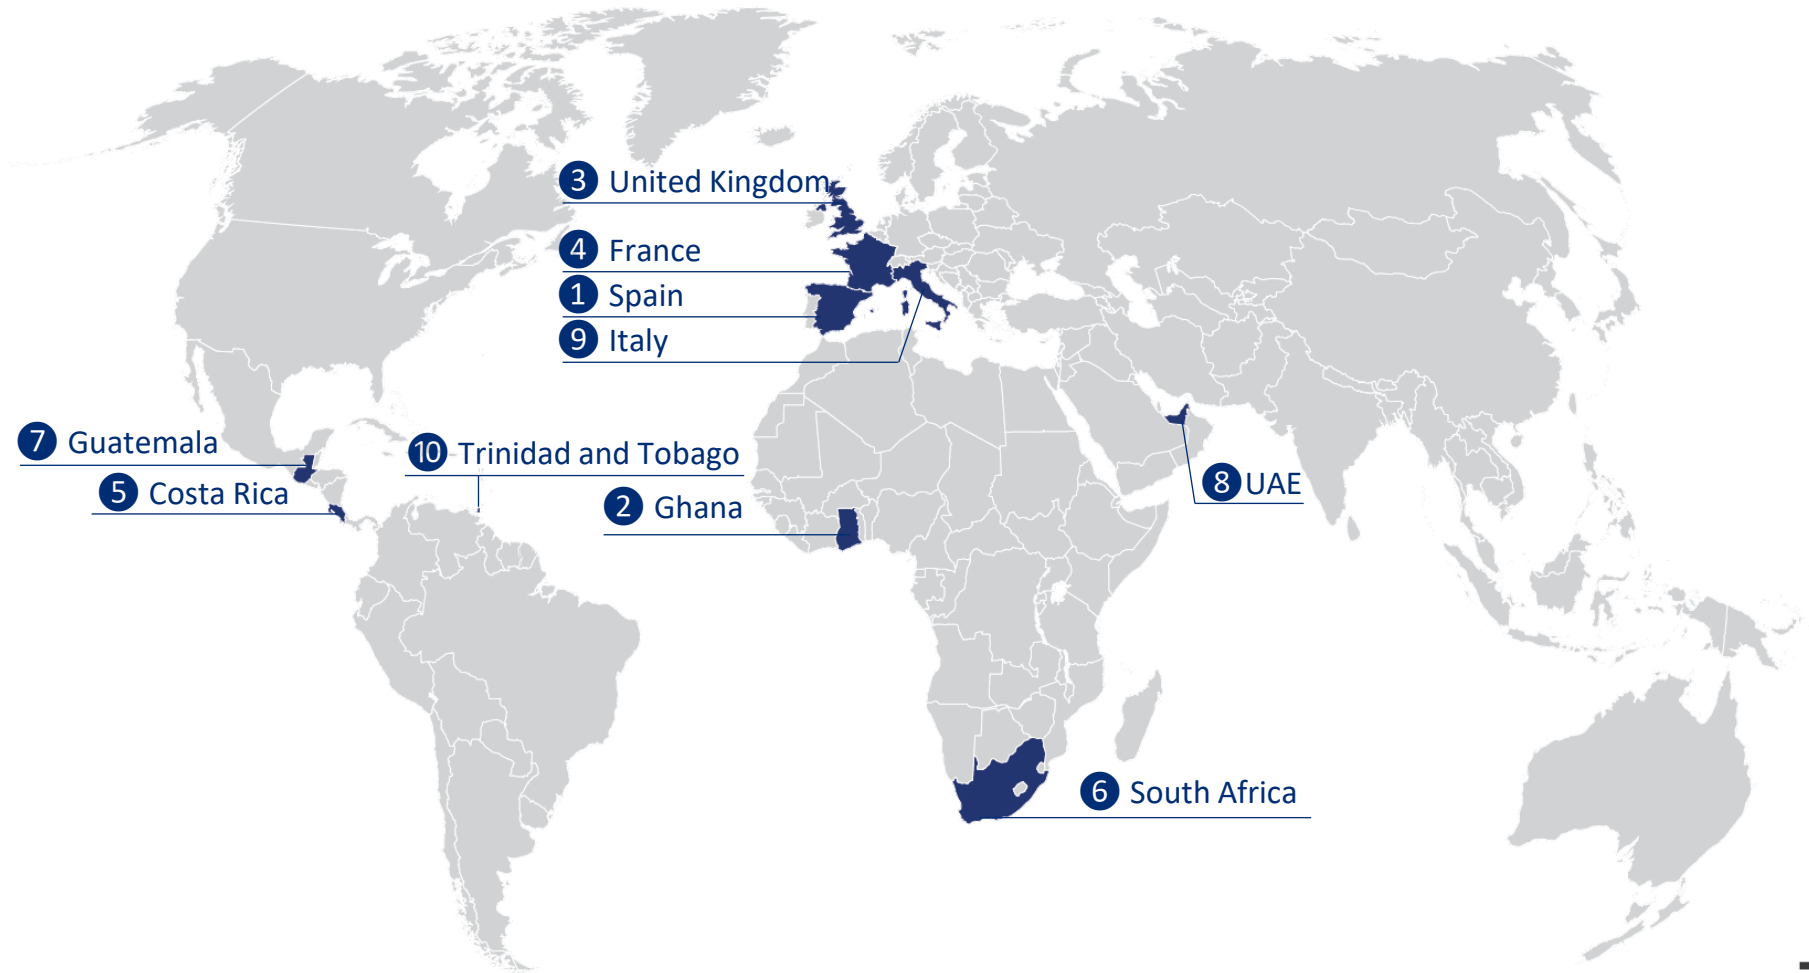 3 United Kingdom
4 France
1 Spain
9 Italy
7 Guatemala
10 Trinidad and Tobago
8 UAE
5 Costa Rica
2 Ghana
6 South Africa